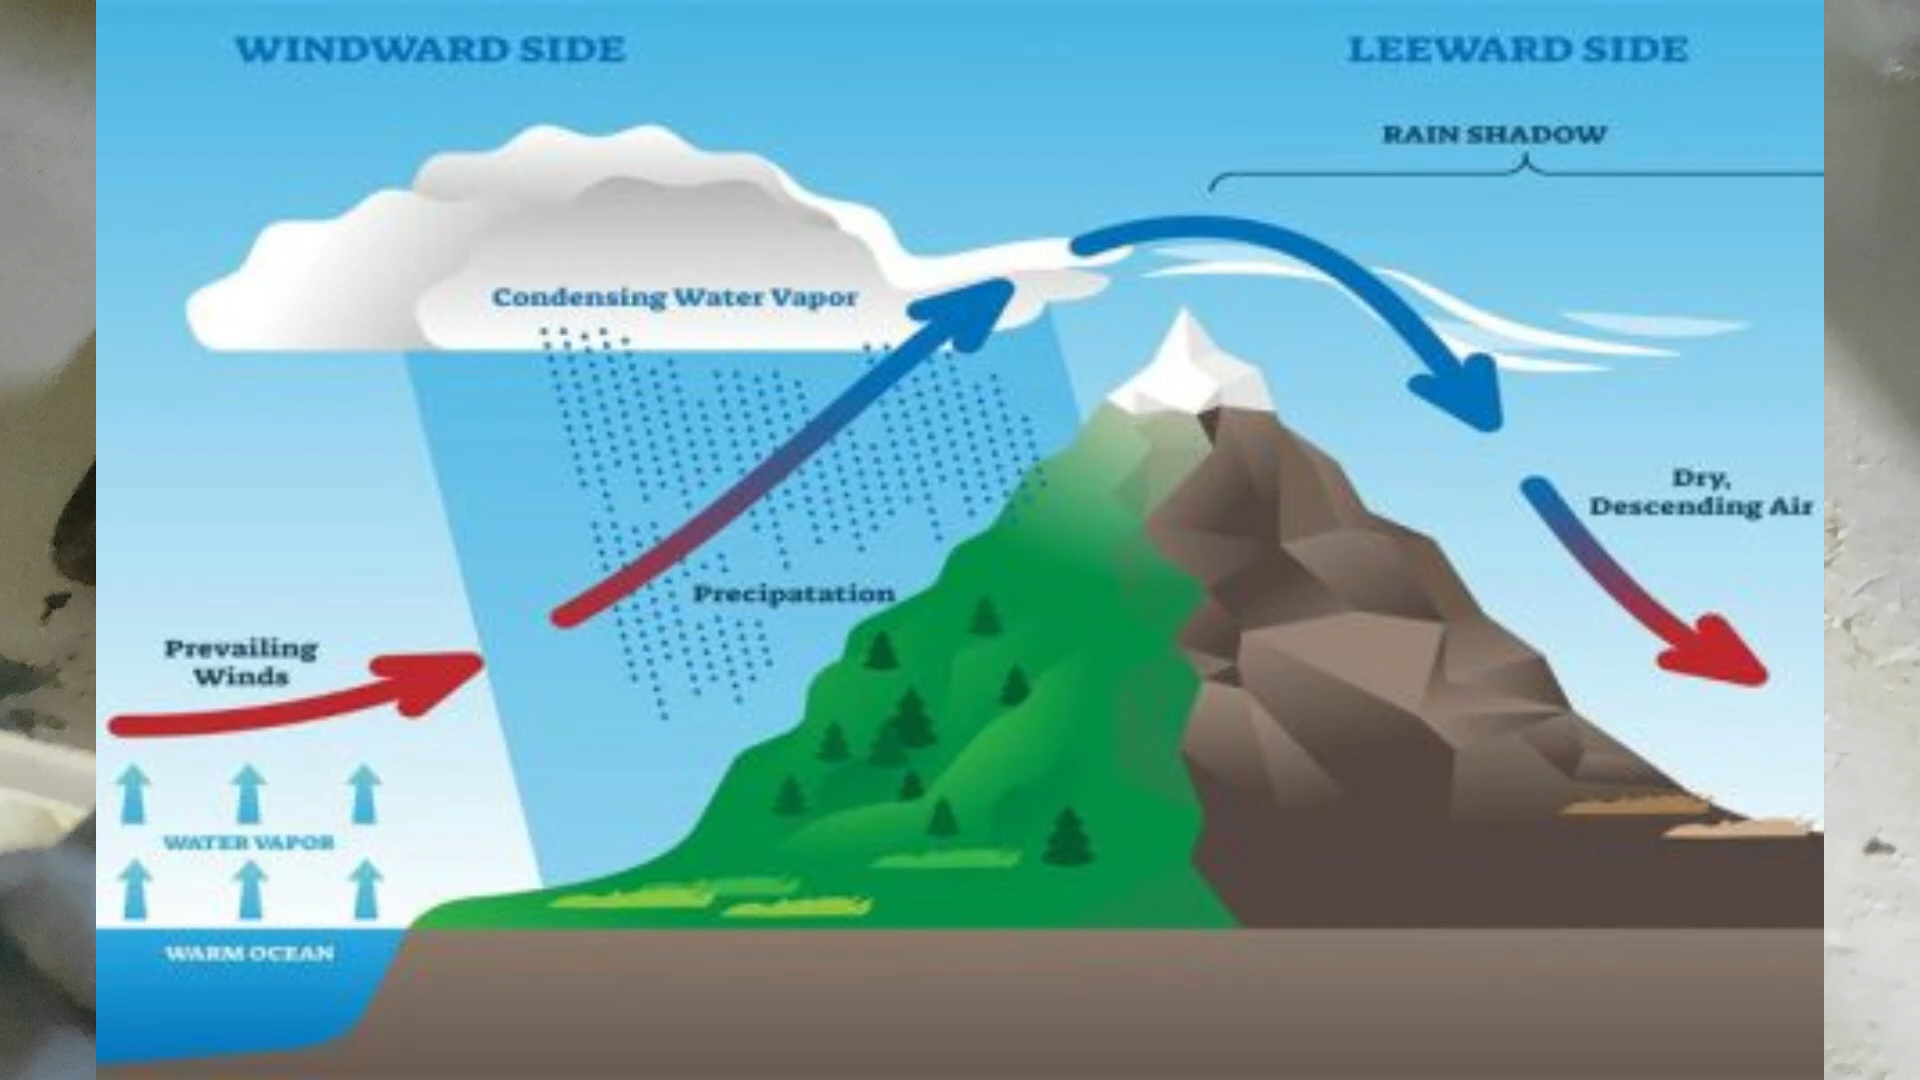 WINDWARD SIDE
LEEWARD SIDE
RAIN SHADOW
Condensing Water Vapor
Dry,
Descending Air
Precipatation
Prevailing
Winds
WATER VAPOR
WARM OCEAN